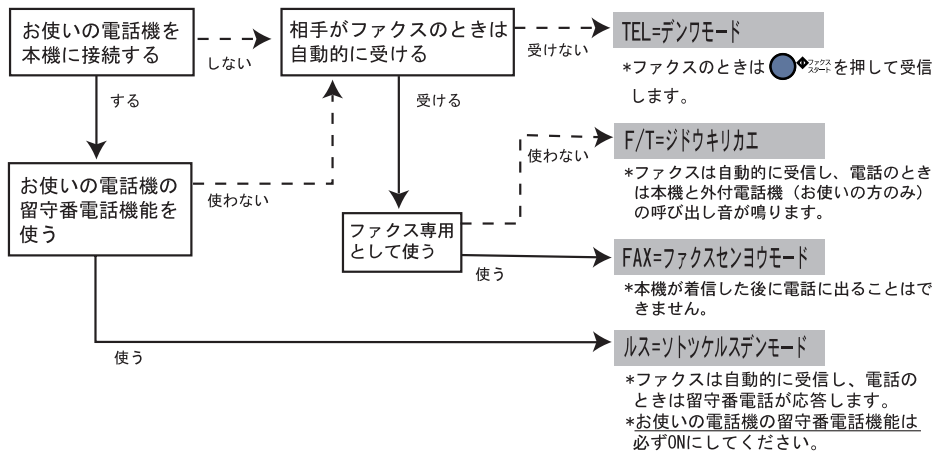 お使いの電話機を
本機に接続する
しない
相手がファクスのときは
自動的に受ける
受けない
TEL=デンワモード
*ファクスのときは ファクス スタート を押して受信
します。
する
受ける
使わない
F/T=ジドウキリカエ
*ファクスは自動的に受信し、電話のとき
は本機と外付電話機（お使いの方のみ）
の呼び出し音が鳴ります。
お使いの電話機の
留守番電話機能を
使う
使わない
ファクス専用
として使う
使う
FAX=ファクスセンヨウモード
*本機が着信した後に電話に出ることはで
きません。
使う
ルス=ソトツケルスデンモード
*ファクスは自動的に受信し、電話の
ときは留守番電話が応答します。
*お使いの電話機の留守番電話機能は
必ずONにしてください。